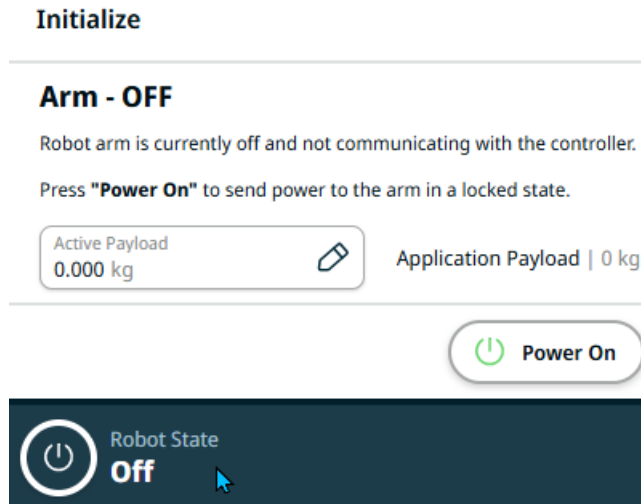 Initialize
Arm - OFF
Robot arm is currently off and not communicating with the controller.
Press "Power On" to send power to the arm in a locked state.
Active Payload
0.000 kg
Application Payload | 0 kg
Power On
Robot State
Off